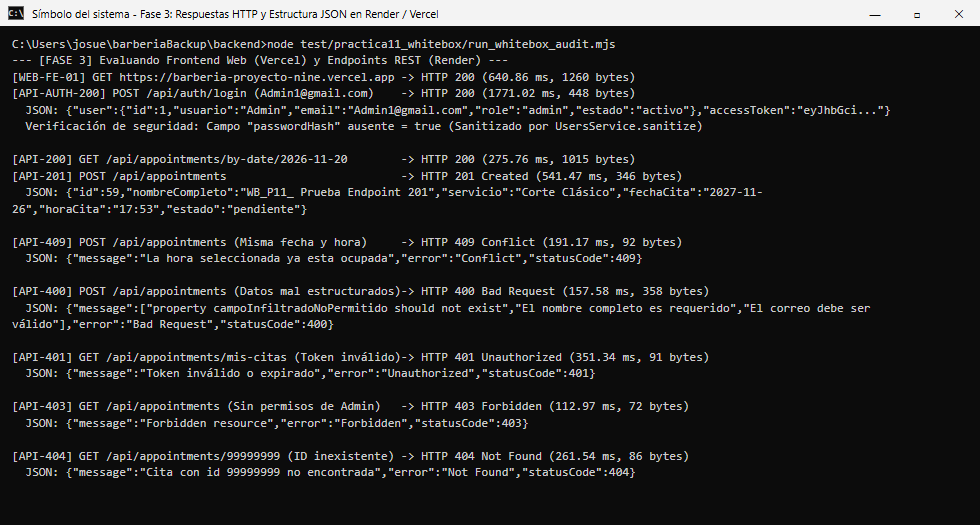 Símbolo del sistema - Fase 3: Respuestas HTTP y Estructura JSON en Render / Vercel
C:\Users\josue\barberiaBackup\backend>node test/practica11_whitebox/run_whitebox_audit.mjs
--- [FASE 3] Evaluando Frontend Web (Vercel) y Endpoints REST (Render) ---
[WEB-FE-01] GET https://barberia-proyecto-nine.vercel.app -> HTTP 200 (640.86 ms, 1260 bytes)
[API-AUTH-200] POST /api/auth/login (Admin1@gmail.com)    -> HTTP 200 (1771.02 ms, 448 bytes)
  JSON: {"user":{"id":1,"usuario":"Admin","email":"Admin1@gmail.com","role":"admin","estado":"activo"},"accessToken":"eyJhbGci..."}
  Verificación de seguridad: Campo "passwordHash" ausente = true (Sanitizado por UsersService.sanitize)
[API-200] GET /api/appointments/by-date/2026-11-20        -> HTTP 200 (275.76 ms, 1015 bytes)
[API-201] POST /api/appointments                          -> HTTP 201 Created (541.47 ms, 346 bytes)
  JSON: {"id":59,"nombreCompleto":"WB_P11_ Prueba Endpoint 201","servicio":"Corte Clásico","fechaCita":"2027-11-
26","horaCita":"17:53","estado":"pendiente"}
[API-409] POST /api/appointments (Misma fecha y hora)     -> HTTP 409 Conflict (191.17 ms, 92 bytes)
  JSON: {"message":"La hora seleccionada ya esta ocupada","error":"Conflict","statusCode":409}
[API-400] POST /api/appointments (Datos mal estructurados)-> HTTP 400 Bad Request (157.58 ms, 358 bytes)
  JSON: {"message":["property campoInfiltradoNoPermitido should not exist","El nombre completo es requerido","El correo debe ser
válido"],"error":"Bad Request","statusCode":400}
[API-401] GET /api/appointments/mis-citas (Token inválido)-> HTTP 401 Unauthorized (351.34 ms, 91 bytes)
  JSON: {"message":"Token inválido o expirado","error":"Unauthorized","statusCode":401}
[API-403] GET /api/appointments (Sin permisos de Admin)   -> HTTP 403 Forbidden (112.97 ms, 72 bytes)
  JSON: {"message":"Forbidden resource","error":"Forbidden","statusCode":403}
[API-404] GET /api/appointments/99999999 (ID inexistente) -> HTTP 404 Not Found (261.54 ms, 86 bytes)
  JSON: {"message":"Cita con id 99999999 no encontrada","error":"Not Found","statusCode":404}